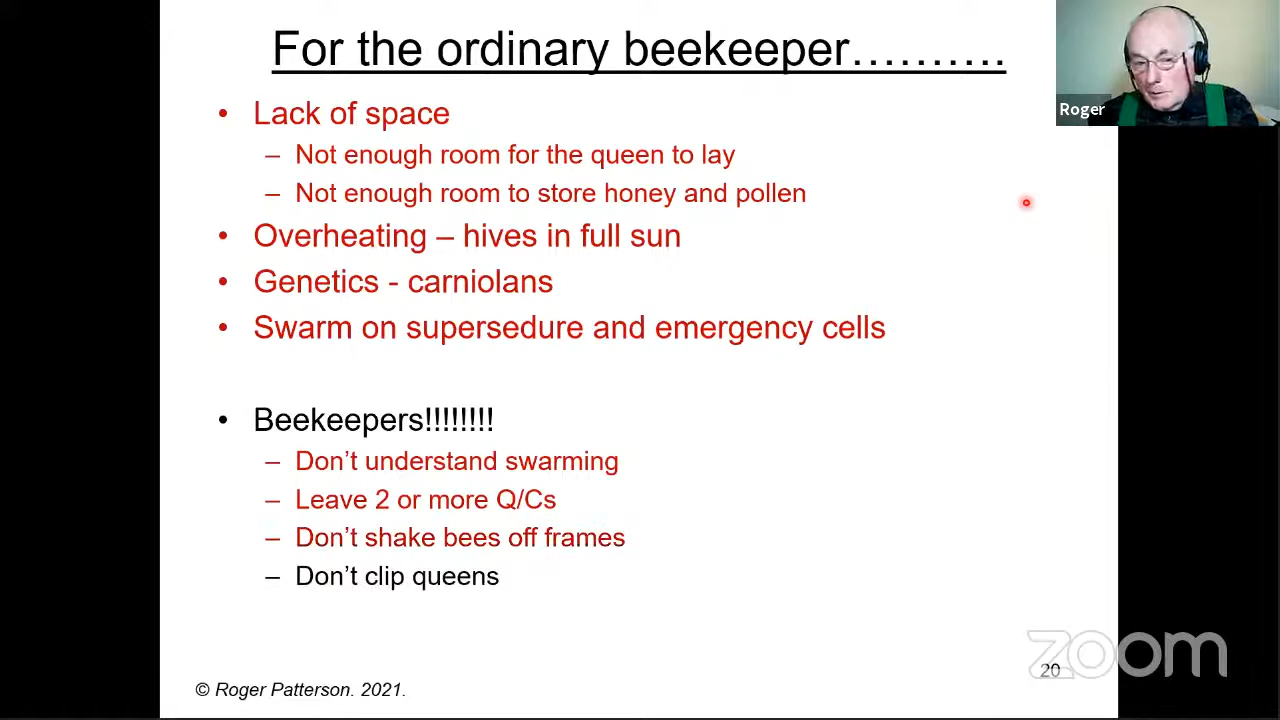 For the ordinary beekeeper……….
Roger
• Lack of space
– Not enough room for the queen to lay
– Not enough room to store honey and pollen
• Overheating – hives in full sun
• Genetics - carniolans
• Swarm on supersedure and emergency cells
• Beekeepers!!!!!!!!
– Don’t understand swarming
– Leave 2 or more Q/Cs
– Don’t shake bees off frames
– Don’t clip queens
zoom
20
© Roger Patterson. 2021.